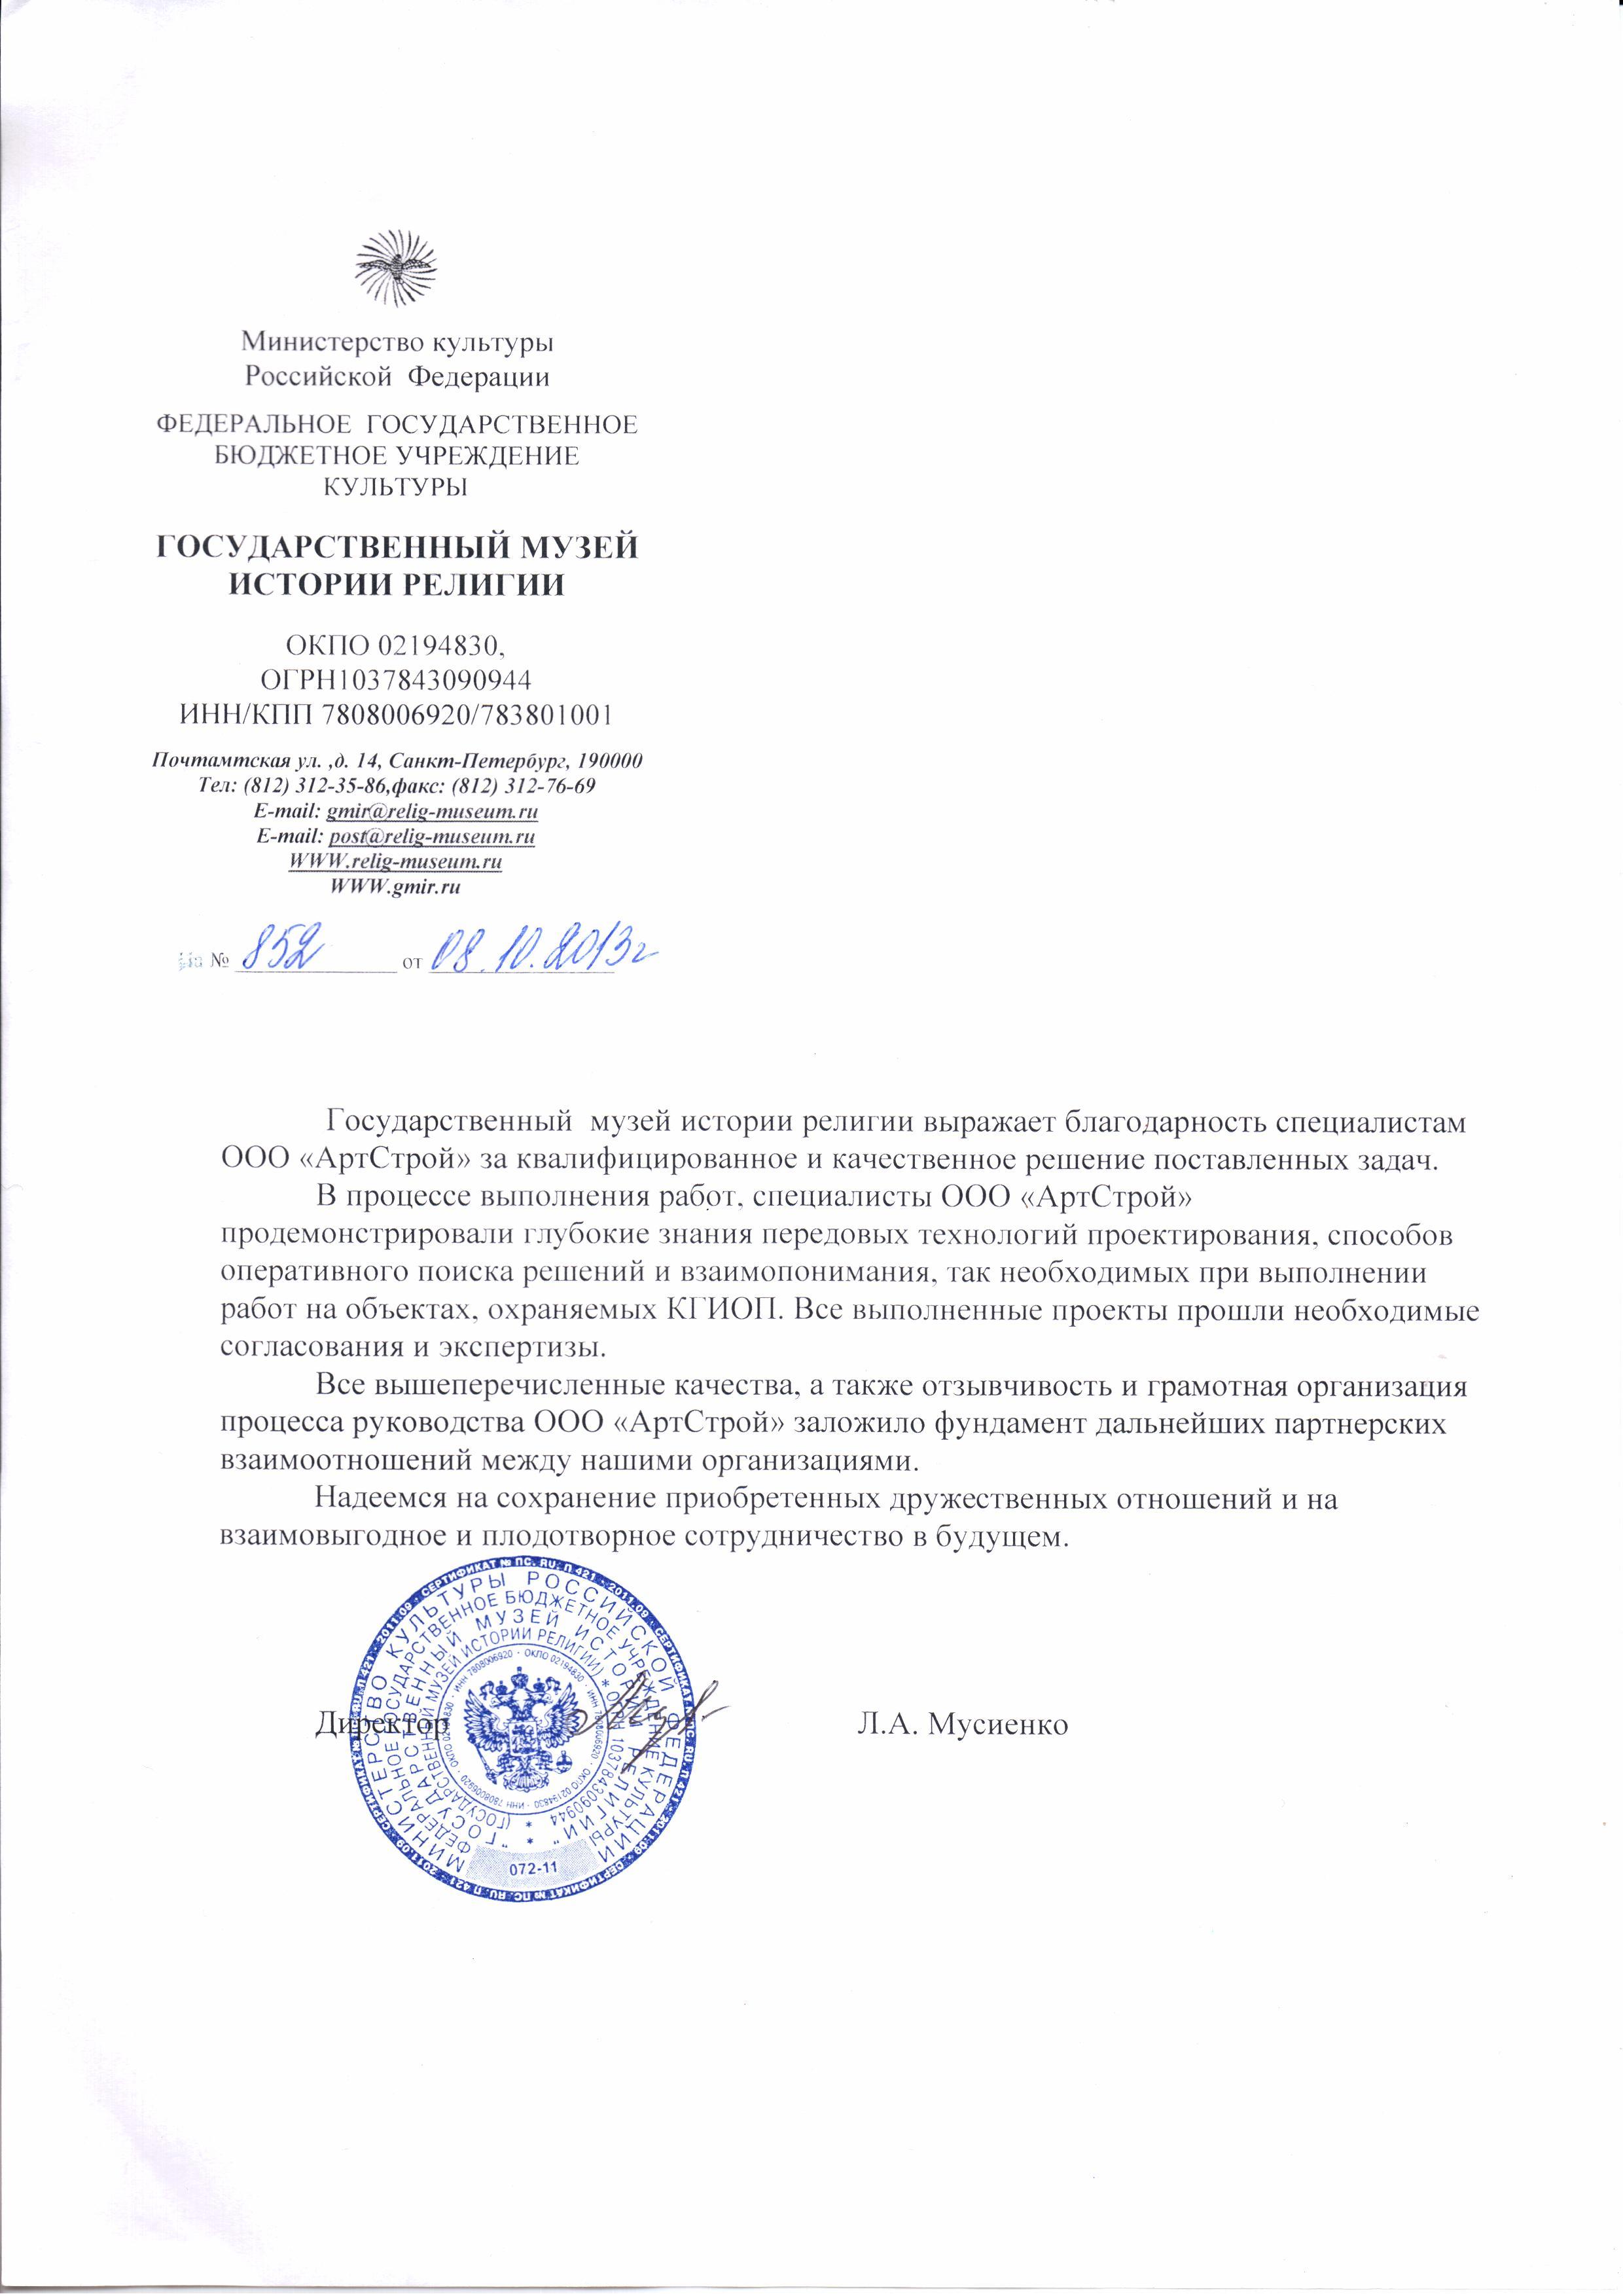 Министерство культуры
Российской Федерации
ФЕДЕРАЛЬНОЕ ГОСУДАРСТВЕННОЕ
БЮДЖЕТНОЕ УЧРЕЖДЕНИЕ
КУЛЬТУРЫ
ГОСУДАРСТВЕННЫЙ МУЗЕЙ
ИСТОРИИ РЕЛИГИИ
ОКПО 02194830,
ОГРН1037843090944
ИНН/КПП 7808006920/783801001
Почтамтская ул. ,д. 14, Санкт-Петербург, 190000
Тел: (812) 312-35-86,факс: (812) 312-76-69
E-mail: gmir@relig-museum.ru
E-mail: post@relig-museum.ru
WWW.relig-museum.ru
WWW.gmir.ru
№ 852 от 08.10.2013г
Государственный музей истории религии выражает благодарность специалистам
ООО «АртСтрой» за квалифицированное и качественное решение поставленных задач.
В процессе выполнения работ, специалисты ООО «АртСтрой»
продемонстрировали глубокие знания передовых технологий проектирования, способов
оперативного поиска решений и взаимопонимания, так необходимых при выполнении
работ на объектах, охраняемых КГИОП. Все выполненные проекты прошли необходимые
согласования и экспертизы.
Все вышеперечисленные качества, а также отзывчивость и грамотная организация
процесса руководства ООО «АртСтрой» заложило фундамент дальнейших партнерских
взаимоотношений между нашими организациями.
Надеемся на сохранение приобретенных дружественных отношений и на
взаимовыгодное и плодотворное сотрудничество в будущем.
Директор Л.А. Мусиенко
СЕРТИФИКАТ № ПС. RU. П 421 · 2011.09
МИНИСТЕРСТВО КУЛЬТУРЫ РОССИЙСКОЙ ФЕДЕРАЦИИ
ФЕДЕРАЛЬНОЕ ГОСУДАРСТВЕННОЕ БЮДЖЕТНОЕ УЧРЕЖДЕНИЕ КУЛЬТУРЫ
"ГОСУДАРСТВЕННЫЙ МУЗЕЙ ИСТОРИИ РЕЛИГИИ"
(ГОСУДАРСТВЕННЫЙ МУЗЕЙ ИСТОРИИ РЕЛИГИИ) * ОГРН 1037843090944 *
ИНН 7808006920 · ОКПО 02194830
072-11